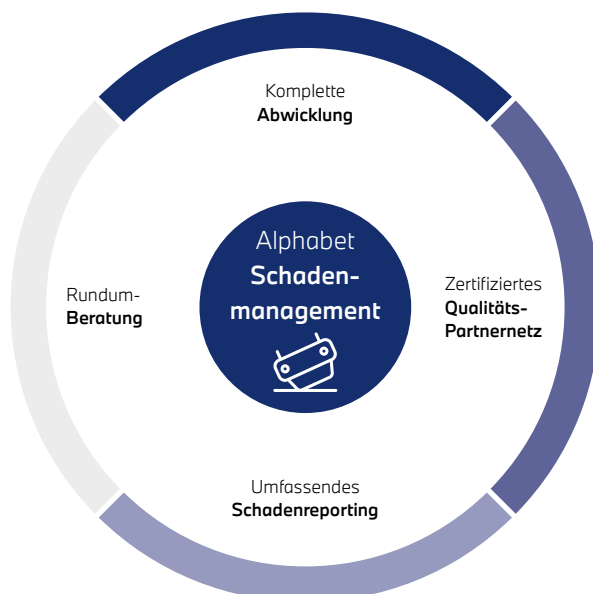 Komplette
Abwicklung
Alphabet
Schaden-
management
Rundum-
Beratung
Zertifiziertes
Qualitäts-
Partnernetz
Umfassendes
Schadenreporting